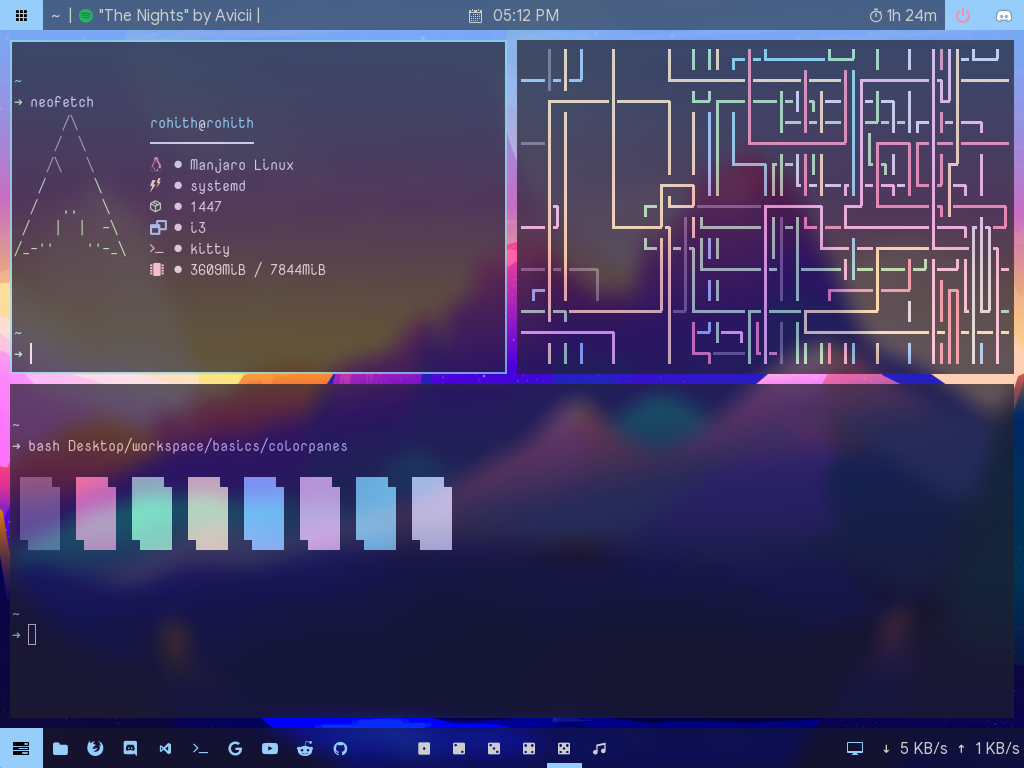 ~ | "The Nights" by Avicii |
05:12 PM
1h 24m
~
➜ neofetch
rohith@rohith
● Manjaro Linux
● systemd
● 1447
● i3
● kitty
● 3609MiB / 7844MiB
~
➜
~
➜ bash Desktop/workspace/basics/colorpanes
~
➜
↓ 5 KB/s ↑ 1 KB/s